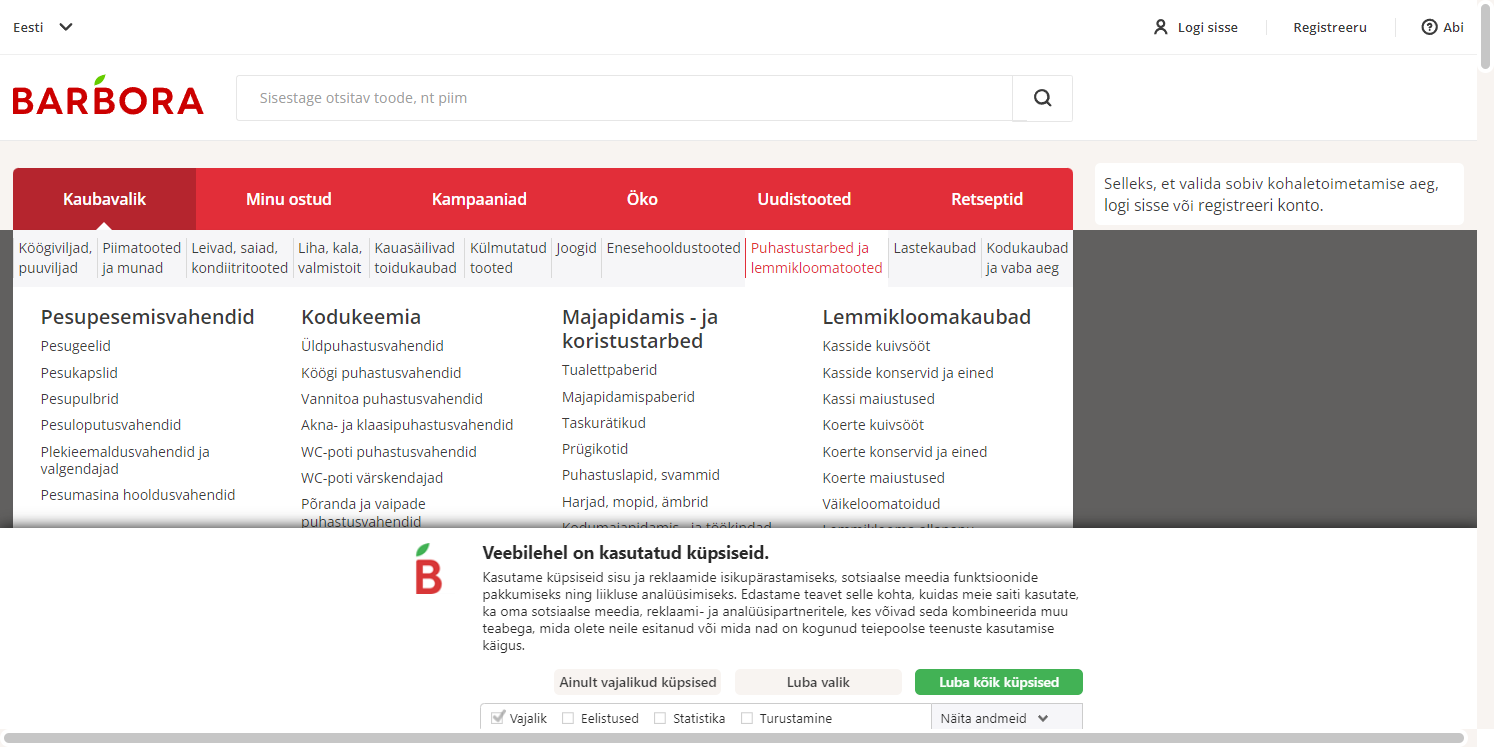 Eesti
Logi sisse
Registreeru
Abi
BARBORA
Sisestage otsitav toode, nt piim
Kaubavalik
Minu ostud
Kampaaniad
Öko
Uudistooted
Retseptid
Selleks, et valida sobiv kohaletoimetamise aeg,
logi sisse või registreeri konto.
Köögiviljad,
puuviljad
Piimatooted
ja munad
Leivad, saiad,
kondiitritooted
Liha, kala,
valmistoit
Kauasäilivad
toidukaubad
Külmutatud
tooted
Joogid
Enesehooldustooted
Puhastustarbed ja
lemmikloomatooted
Lastekaubad
Kodukaubad
ja vaba aeg
Pesupesemisvahendid
Pesugeelid
Pesukapslid
Pesupulbrid
Pesuloputusvahendid
Plekieemaldusvahendid ja
valgendajad
Pesumasina hooldusvahendid
Kodukeemia
Üldpuhastusvahendid
Köögi puhastusvahendid
Vannitoa puhastusvahendid
Akna- ja klaasipuhastusvahendid
WC-poti puhastusvahendid
WC-poti värskendajad
Põranda ja vaipade
puhastusvahendid
Majapidamis - ja
koristustarbed
Tualettpaberid
Majapidamispaberid
Taskurätikud
Prügikotid
Puhastuslapid, svammid
Harjad, mopid, ämbrid
Kodumajapidamis - ja töökindad
Lemmikloomakaubad
Kasside kuivsööt
Kasside konservid ja eined
Kassi maiustused
Koerte kuivsööt
Koerte konservid ja eined
Koerte maiustused
Väikeloomatoidud
B
Veebilehel on kasutatud küpsiseid.
Kasutame küpsiseid sisu ja reklaamide isikupärastamiseks, sotsiaalse meedia funktsioonide
pakkumiseks ning liikluse analüüsimiseks. Edastame teavet selle kohta, kuidas meie saiti kasutate,
ka oma sotsiaalse meedia, reklaami- ja analüüsipartneritele, kes võivad seda kombineerida muu
teabega, mida olete neile esitanud või mida nad on kogunud teiepoolse teenuste kasutamise
käigus.
Ainult vajalikud küpsised
Luba valik
Luba kõik küpsised
Vajalik
Eelistused
Statistika
Turustamine
Näita andmeid